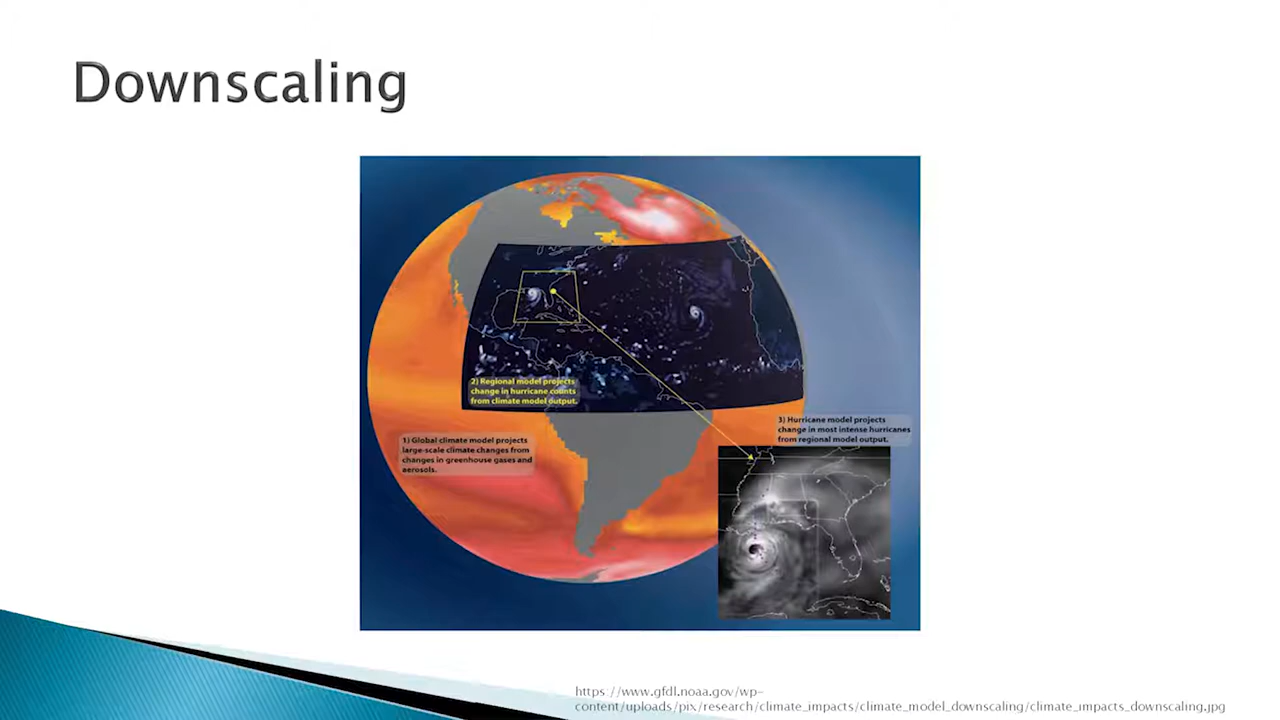 Downscaling
2) Regional model projects
change in hurricane counts
from climate model output.
1) Global climate model projects
large-scale climate changes from
changes in greenhouse gases and
aerosols.
3) Hurricane model projects
change in most intense hurricanes
from regional model output.
https://www.gfdl.noaa.gov/wp-
content/uploads/pix/research/climate_impacts/climate_model_downscaling/climate_impacts_downscaling.jpg